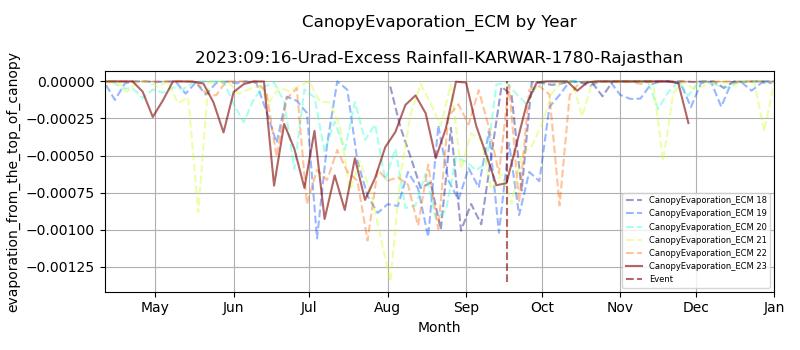 CanopyEvaporation_ECM by Year
2023:09:16-Urad-Excess Rainfall-KARWAR-1780-Rajasthan
evaporation_from_the_top_of_canopy
0.00000
−0.00025
−0.00050
−0.00075
−0.00100
−0.00125
CanopyEvaporation_ECM 18
CanopyEvaporation_ECM 19
CanopyEvaporation_ECM 20
CanopyEvaporation_ECM 21
CanopyEvaporation_ECM 22
CanopyEvaporation_ECM 23
Event
May Jun Jul Aug Sep Oct Nov Dec Jan
Month